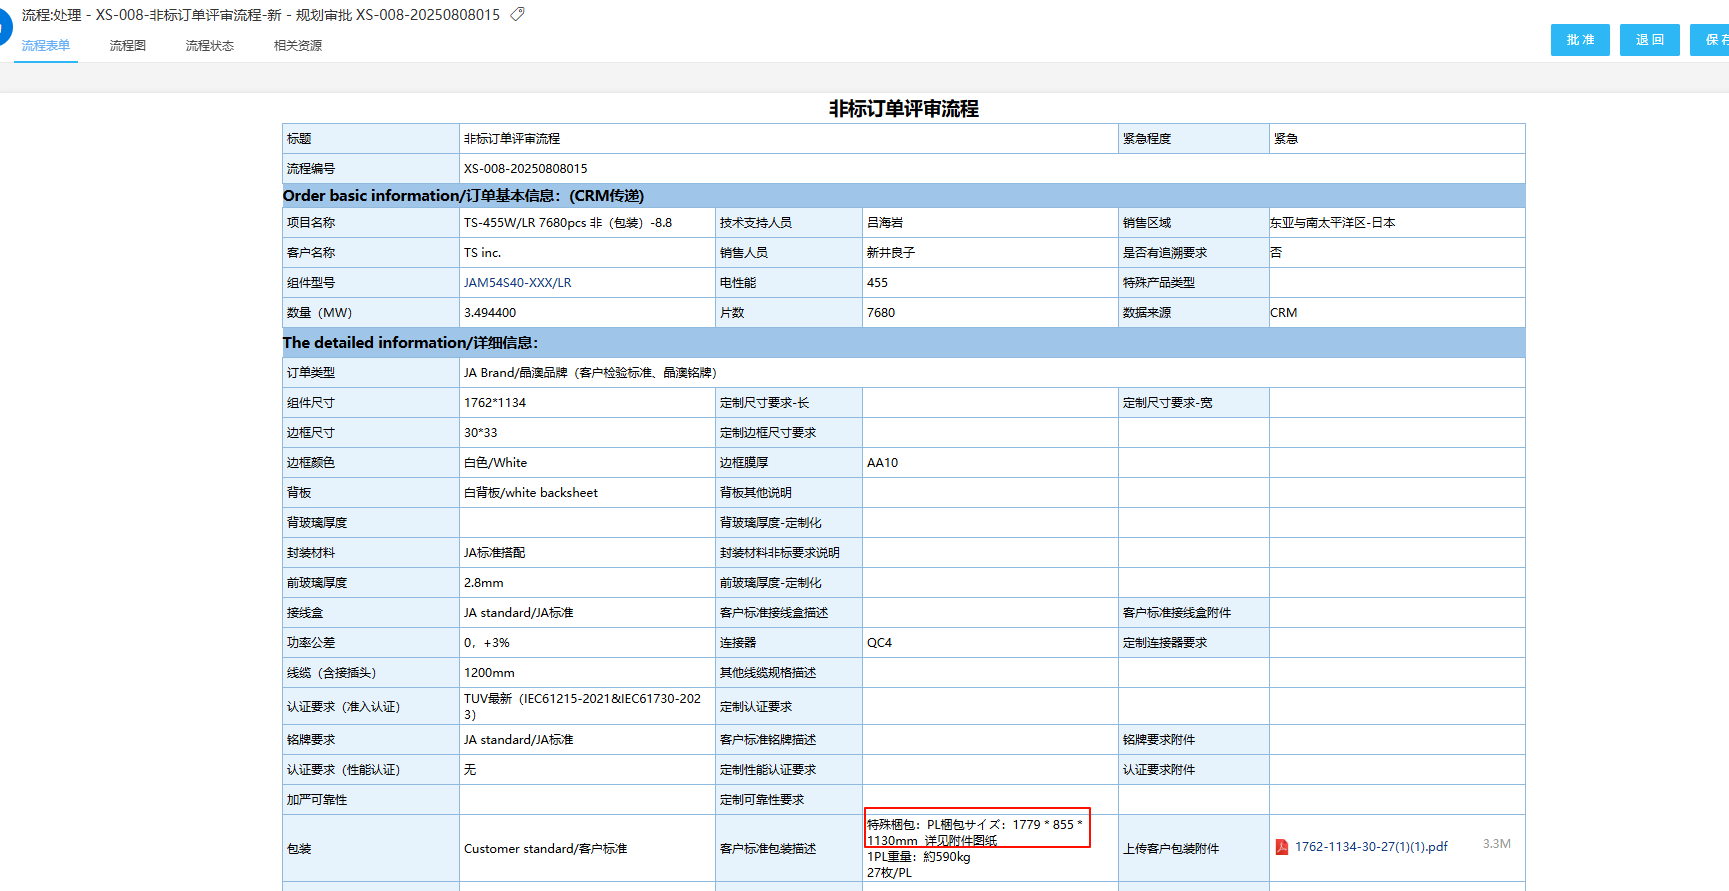 流程:处理 - XS-008-非标订单评审流程-新 - 规划审批 XS-008-20250808015
流程表单 流程图 流程状态 相关资源
批准 退回 保存
非标订单评审流程
标题 非标订单评审流程 紧急程度 紧急
流程编号 XS-008-20250808015
Order basic information/订单基本信息：(CRM传递)
项目名称 TS-455W/LR 7680pcs 非（包装）-8.8 技术支持人员 吕海岩 销售区域 东亚与南太平洋区-日本
客户名称 TS inc. 销售人员 新井良子 是否有追溯要求 否
组件型号 JAM54S40-XXX/LR 电性能 455 特殊产品类型
数量（MW） 3.494400 片数 7680 数据来源 CRM
The detailed information/详细信息：
订单类型 JA Brand/晶澳品牌（客户检验标准、晶澳铭牌）
组件尺寸 1762*1134 定制尺寸要求-长 定制尺寸要求-宽
边框尺寸 30*33 定制边框尺寸要求
边框颜色 白色/White 边框膜厚 AA10
背板 白背板/white backsheet 背板其他说明
背玻璃厚度 背玻璃厚度-定制化
封装材料 JA标准搭配 封装材料非标要求说明
前玻璃厚度 2.8mm 前玻璃厚度-定制化
接线盒 JA standard/JA标准 客户标准接线盒描述 客户标准接线盒附件
功率公差 0，+3% 连接器 QC4 定制连接器要求
线缆（含接插头） 1200mm 其他线缆规格描述
认证要求（准入认证） TUV最新（IEC61215-2021&IEC61730-202
3） 定制认证要求
铭牌要求 JA standard/JA标准 客户标准铭牌描述 铭牌要求附件
认证要求（性能认证） 无 定制性能认证要求 认证要求附件
加严可靠性 定制可靠性要求
包装 Customer standard/客户标准 客户标准包装描述 特殊梱包：PL梱包サイズ：1779 * 855 *
1130mm 详见附件图纸
1PL重量：約590kg
27枚/PL
上传客户包装附件 1762-1134-30-27(1)(1).pdf 3.3M